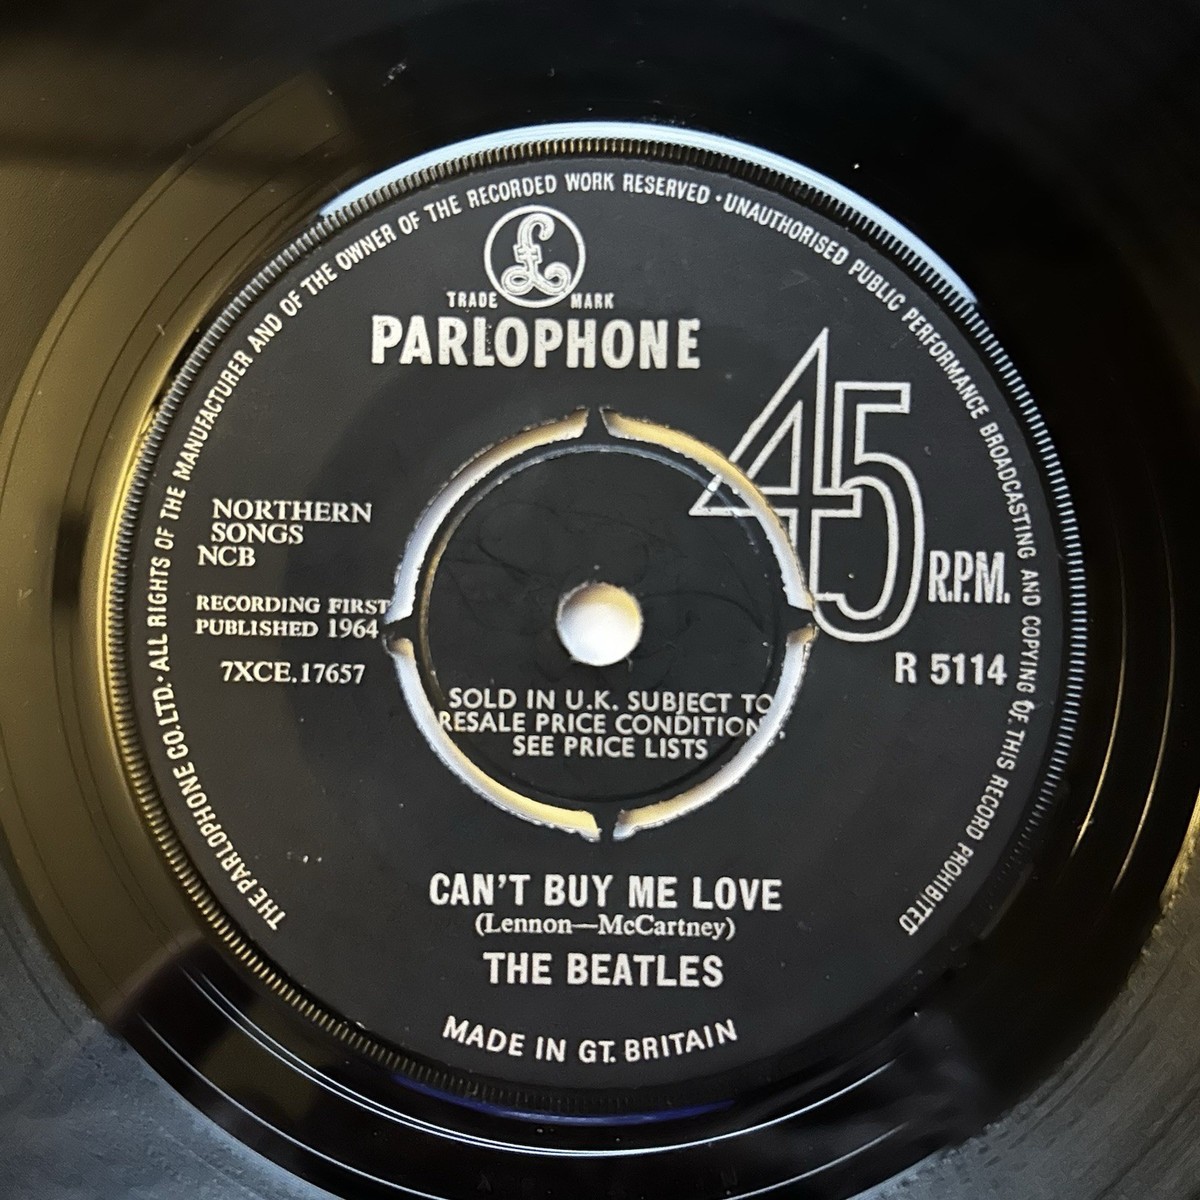 THE PARLOPHONE CO.LTD. · ALL RIGHTS OF THE MANUFACTURER AND OF THE OWNER OF THE RECORDED WORK RESERVED · UNAUTHORISED PUBLIC PERFORMANCE BROADCASTING AND COPYING OF THIS RECORD PROHIBITED
£
TRADE MARK
PARLOPHONE
45
R.P.M.
R 5114
NORTHERN
SONGS
NCB
RECORDING FIRST
PUBLISHED 1964
7XCE.17657
SOLD IN U.K. SUBJECT TO
RESALE PRICE CONDITIONS,
SEE PRICE LISTS
CAN'T BUY ME LOVE
(Lennon—McCartney)
THE BEATLES
MADE IN GT. BRITAIN